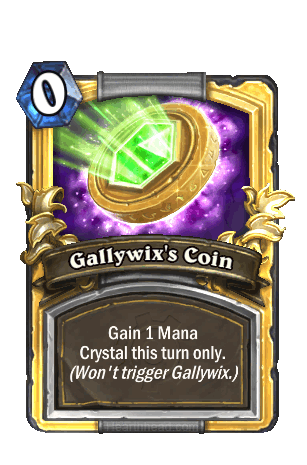 0
Gallywix's Coin
Gain 1 Mana
Crystal this turn only.
(Won't trigger Gallywix.)